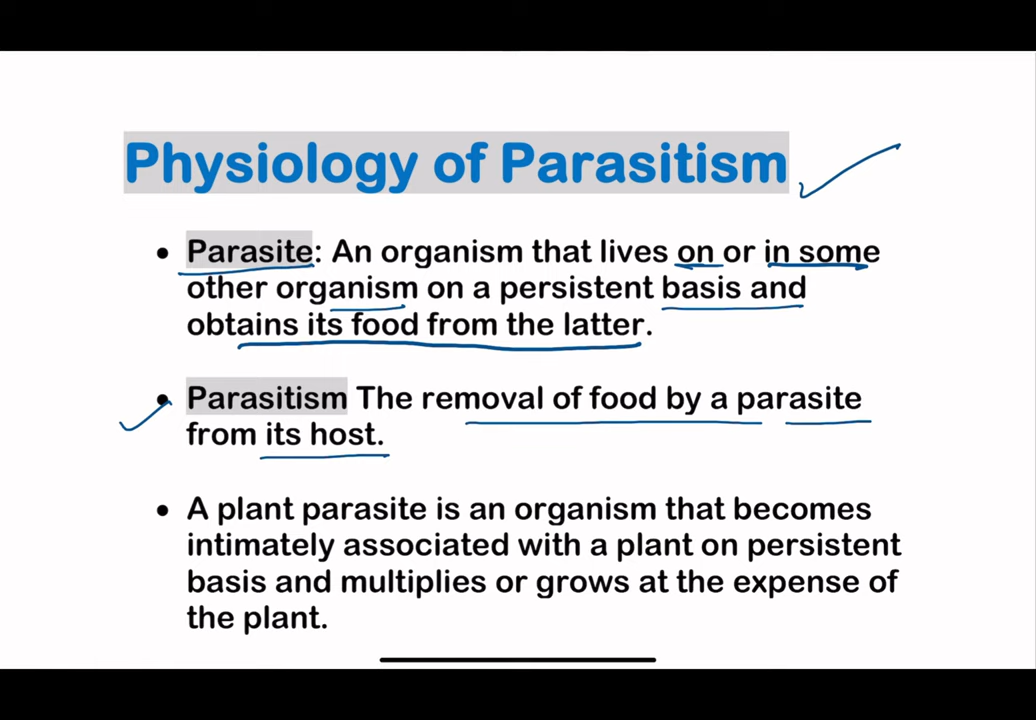 Physiology of Parasitism
• Parasite: An organism that lives on or in some
other organism on a persistent basis and
obtains its food from the latter.
• Parasitism The removal of food by a parasite
from its host.
• A plant parasite is an organism that becomes
intimately associated with a plant on persistent
basis and multiplies or grows at the expense of
the plant.